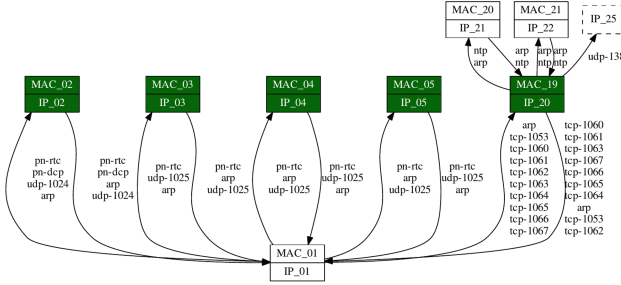 MAC_20
IP_21
MAC_21
IP_22
IP_25
ntp
arp
arp
ntp
arp
ntp
arp
ntp
udp-138
MAC_02
IP_02
MAC_03
IP_03
MAC_04
IP_04
MAC_05
IP_05
MAC_19
IP_20
pn-rtc
pn-dcp
udp-1024
arp
pn-rtc
udp-1025
arp
pn-rtc
pn-dcp
arp
udp-1024
pn-rtc
udp-1025
arp
pn-rtc
arp
udp-1025
pn-rtc
udp-1025
arp
pn-rtc
arp
udp-1025
pn-rtc
udp-1025
arp
arp
tcp-1053
tcp-1060
tcp-1061
tcp-1062
tcp-1063
tcp-1064
tcp-1065
tcp-1066
tcp-1067
tcp-1060
tcp-1061
tcp-1063
tcp-1067
tcp-1066
tcp-1065
tcp-1064
arp
tcp-1053
tcp-1062
MAC_01
IP_01